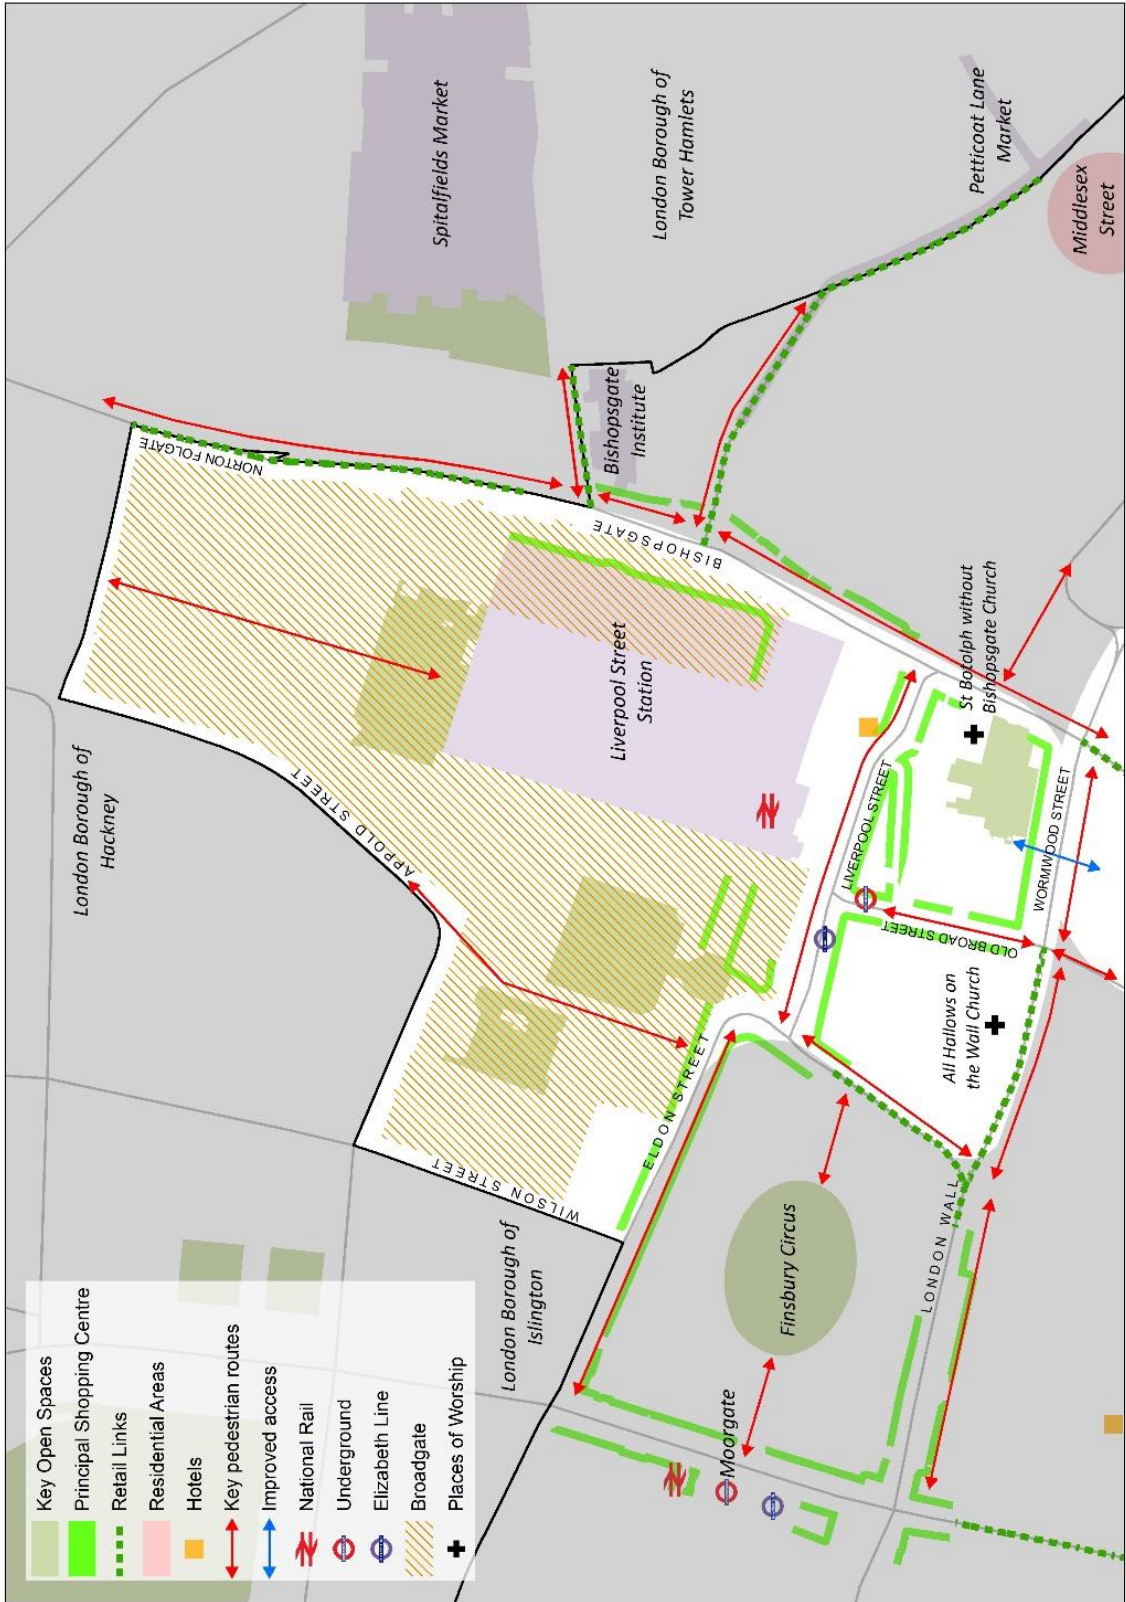 Key Open Spaces
Principal Shopping Centre
Retail Links
Residential Areas
Hotels
Key pedestrian routes
Improved access
National Rail
Underground
Elizabeth Line
Broadgate
Places of Worship
London Borough of
Hackney
London Borough of
Islington
London Borough of
Tower Hamlets
Spitalfields Market
Petticoat Lane
Market
Middlesex
Street
Bishopsgate
Institute
NORTON FOLGATE
BISHOPSGATE
APPOLD STREET
WILSON STREET
ELDON STREET
Liverpool Street
Station
LIVERPOOL STREET
OLD BROAD STREET
WORMWOOD STREET
LONDON WALL
St Botolph without
Bishopsgate Church
All Hallows on
the Wall Church
Finsbury Circus
Moorgate